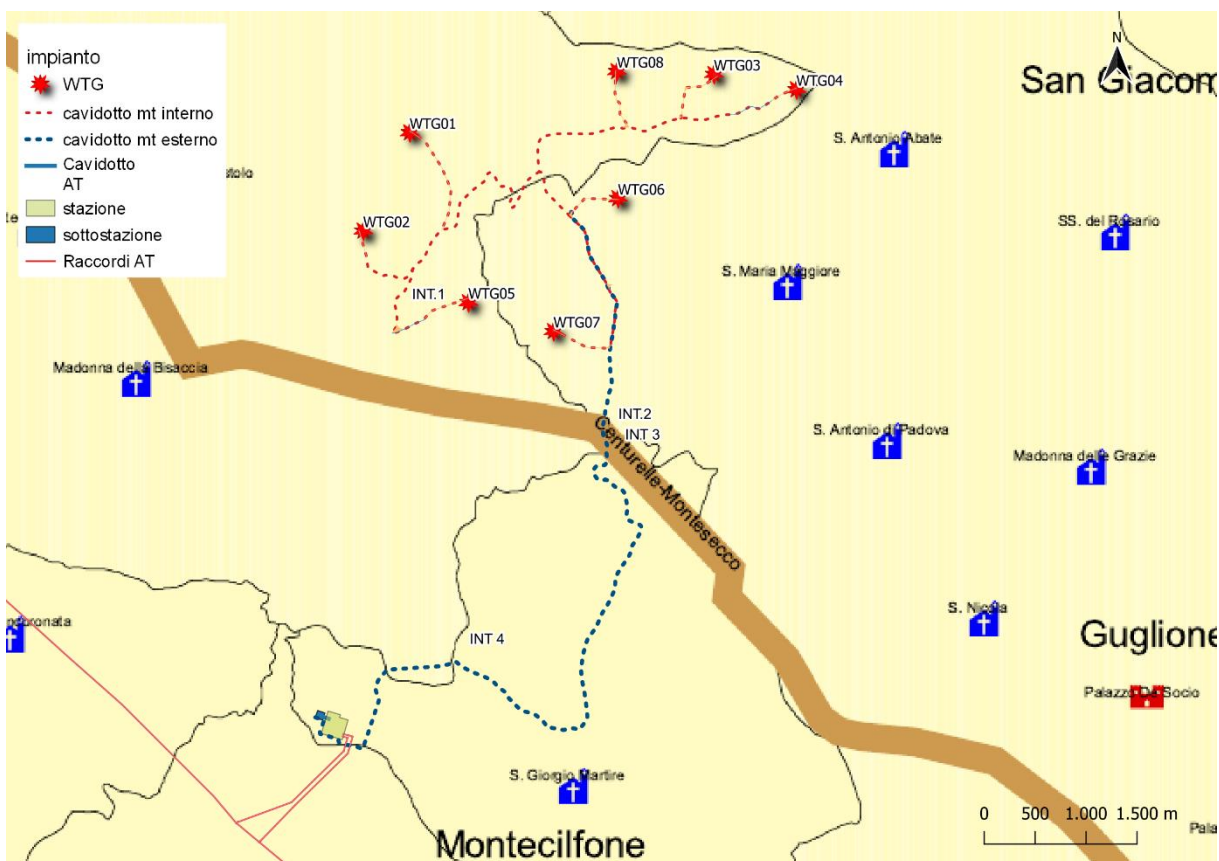 impianto
WTG
cavidotto mt interno
cavidotto mt esterno
Cavidotto
AT
stazione
sottostazione
Raccordi AT
N
San Giacom
WTG08
WTG03
WTG04
WTG01
S. Antonio Abate
stolo
WTG06
WTG02
SS. del Rosario
S. Maria Maggiore
INT.1
WTG05
WTG07
Madonna della Bisaccia
INT.2
INT 3
S. Antonio di Padova
Madonna delle Grazie
Centurelle-Montesecco
S. Nicola
ncoronata
INT 4
Guglione
Palazzo De Socio
S. Giorgio Martire
0 500 1.000 1.500 m
Montecilfone
Pala